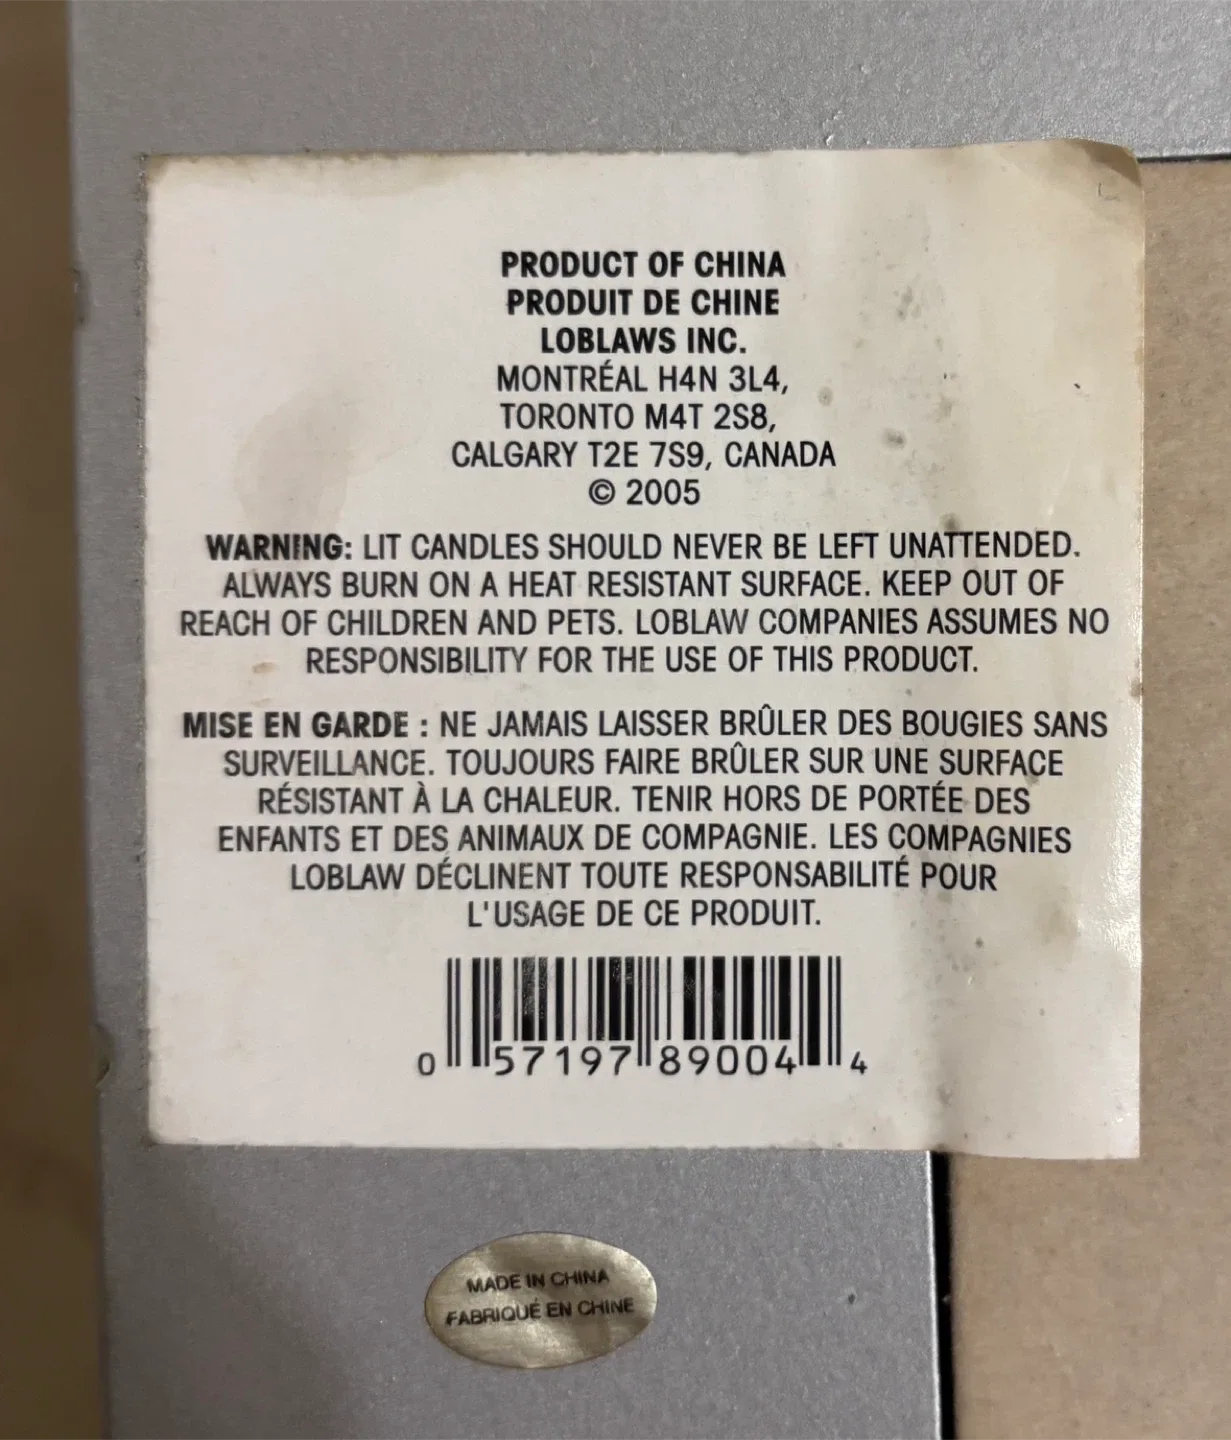 PRODUCT OF CHINA
PRODUIT DE CHINE
LOBLAWS INC.
MONTRÉAL H4N 3L4,
TORONTO M4T 2S8,
CALGARY T2E 7S9, CANADA
© 2005
WARNING: LIT CANDLES SHOULD NEVER BE LEFT UNATTENDED.
ALWAYS BURN ON A HEAT RESISTANT SURFACE. KEEP OUT OF
REACH OF CHILDREN AND PETS. LOBLAW COMPANIES ASSUMES NO
RESPONSIBILITY FOR THE USE OF THIS PRODUCT.
MISE EN GARDE : NE JAMAIS LAISSER BRÛLER DES BOUGIES SANS
SURVEILLANCE. TOUJOURS FAIRE BRÛLER SUR UNE SURFACE
RÉSISTANT À LA CHALEUR. TENIR HORS DE PORTÉE DES
ENFANTS ET DES ANIMAUX DE COMPAGNIE. LES COMPAGNIES
LOBLAW DÉCLINENT TOUTE RESPONSABILITÉ POUR
L'USAGE DE CE PRODUIT.
0 57197 89004 4
MADE IN CHINA
FABRIQUÉ EN CHINE